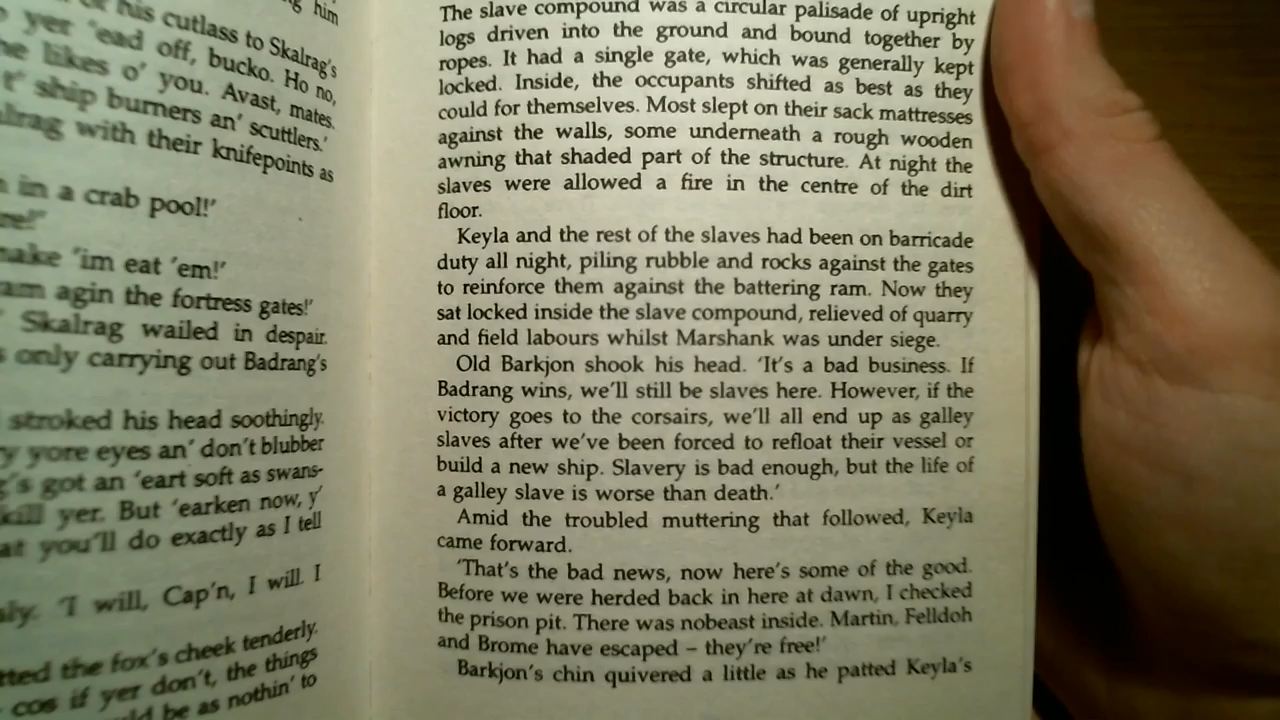 him
his cutlass to Skalrag's
yer 'ead off, bucko. Ho no,
likes o' you. Avast, mates.
t' ship burners an' scuttlers.'
with their knifepoints as
in a crab pool!'
'im eat 'em!'
agin the fortress gates!'
Skalrag wailed in despair.
only carrying out Badrang's
stroked his head soothingly.
yore eyes an' don't blubber
got an 'eart soft as swans-
kill yer. But 'earken now, y'
you'll do exactly as I tell
'I will, Cap'n, I will. I
the fox's cheek tenderly.
cos if yer don't, the things
be as nothin' to
The slave compound was a circular palisade of upright
logs driven into the ground and bound together by
ropes. It had a single gate, which was generally kept
locked. Inside, the occupants shifted as best as they
could for themselves. Most slept on their sack mattresses
against the walls, some underneath a rough wooden
awning that shaded part of the structure. At night the
slaves were allowed a fire in the centre of the dirt
floor.
Keyla and the rest of the slaves had been on barricade
duty all night, piling rubble and rocks against the gates
to reinforce them against the battering ram. Now they
sat locked inside the slave compound, relieved of quarry
and field labours whilst Marshank was under siege.
Old Barkjon shook his head. 'It's a bad business. If
Badrang wins, we'll still be slaves here. However, if the
victory goes to the corsairs, we'll all end up as galley
slaves after we've been forced to refloat their vessel or
build a new ship. Slavery is bad enough, but the life of
a galley slave is worse than death.'
Amid the troubled muttering that followed, Keyla
came forward.
'That's the bad news, now here's some of the good.
Before we were herded back in here at dawn, I checked
the prison pit. There was nobeast inside. Martin, Felldoh
and Brome have escaped – they're free!'
Barkjon's chin quivered a little as he patted Keyla's